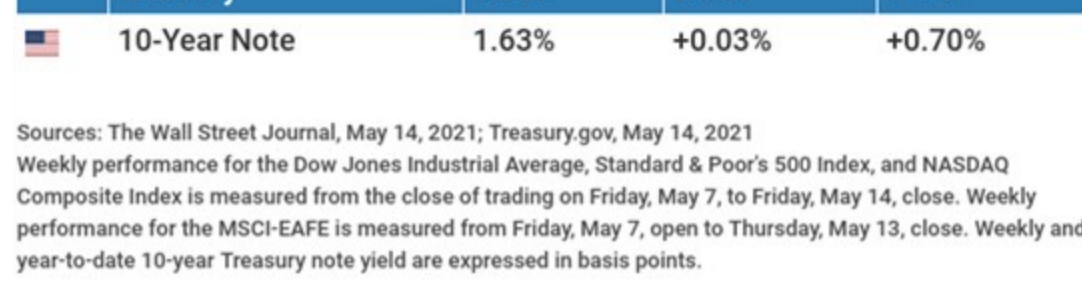 10-Year Note 1.63% +0.03% +0.70%
Sources: The Wall Street Journal, May 14, 2021; Treasury.gov, May 14, 2021
Weekly performance for the Dow Jones Industrial Average, Standard & Poor's 500 Index, and NASDAQ
Composite Index is measured from the close of trading on Friday, May 7, to Friday, May 14, close. Weekly
performance for the MSCI-EAFE is measured from Friday, May 7, open to Thursday, May 13, close. Weekly and
year-to-date 10-year Treasury note yield are expressed in basis points.